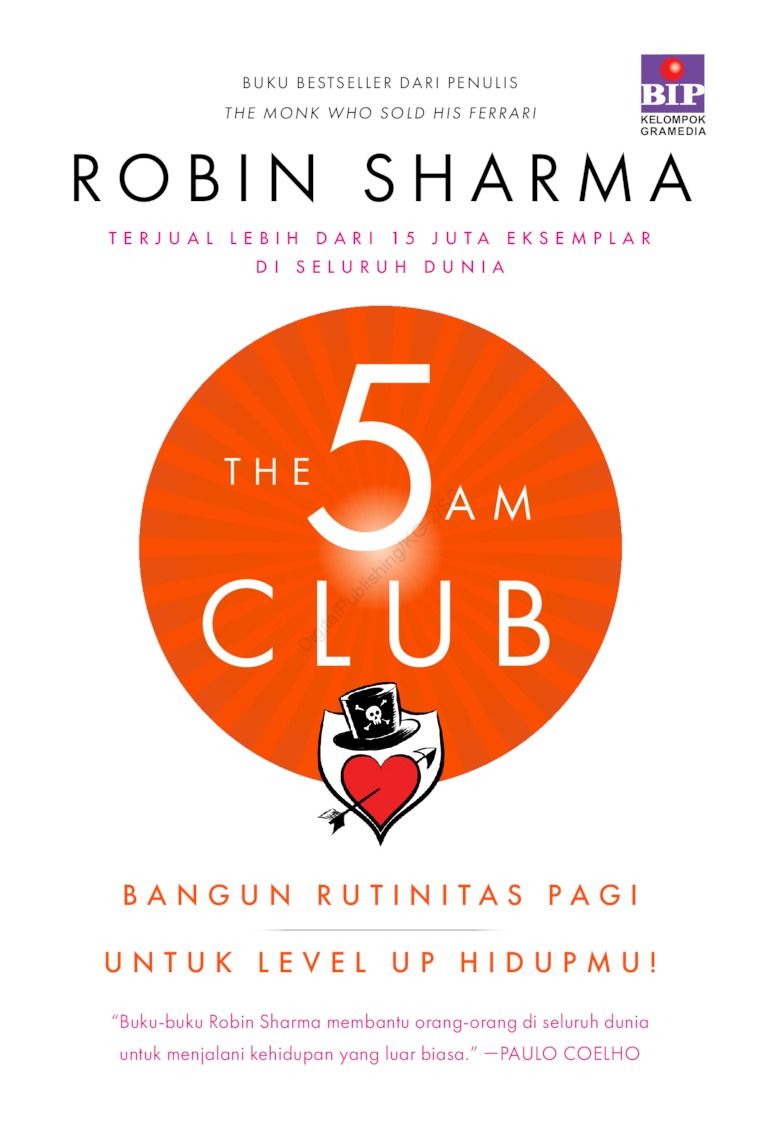 BUKU BESTSELLER DARI PENULIS
THE MONK WHO SOLD HIS FERRARI
BIP
KELOMPOK
GRAMEDIA
ROBIN SHARMA
TERJUAL LEBIH DARI 15 JUTA EKSEMPLAR
DI SELURUH DUNIA
THE 5 AM
CLUB
BANGUN RUTINITAS PAGI
UNTUK LEVEL UP HIDUPMU!
“Buku-buku Robin Sharma membantu orang-orang di seluruh dunia
untuk menjalani kehidupan yang luar biasa.” —PAULO COELHO